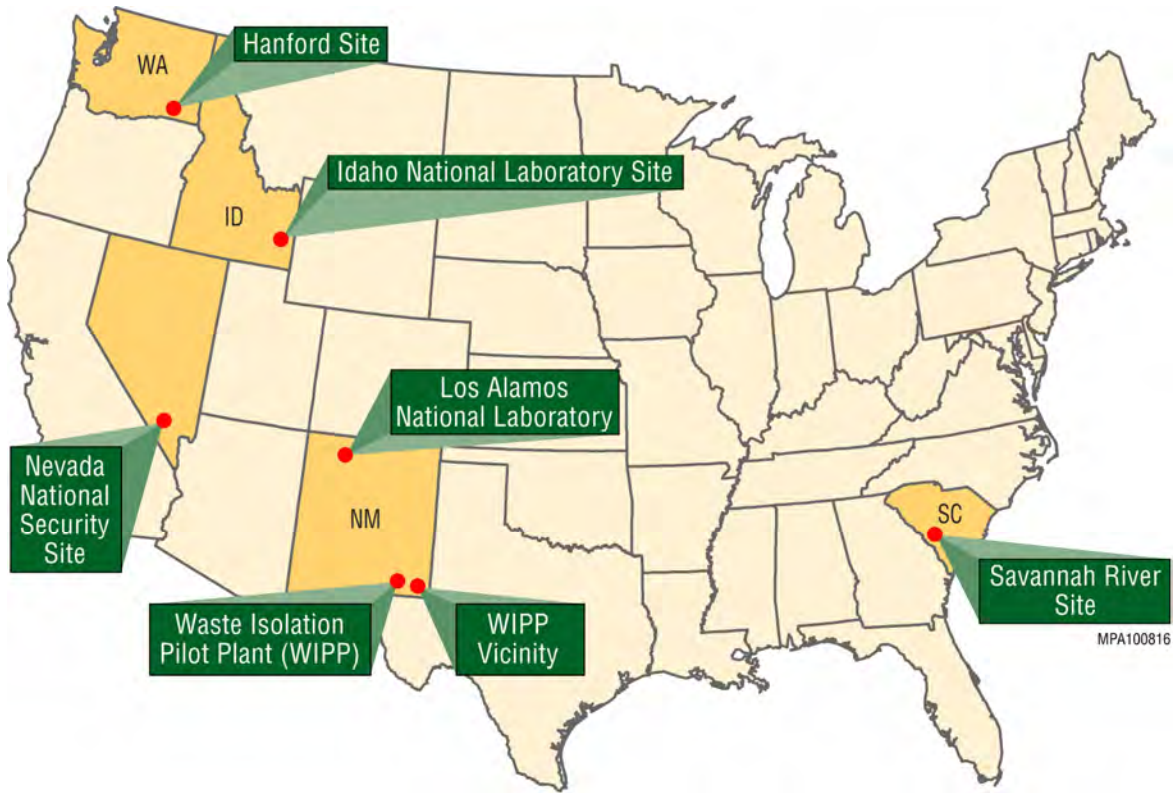 Hanford Site
WA
Idaho National Laboratory Site
ID
Los Alamos
National Laboratory
Nevada
National
Security
Site
NM
SC
Savannah River
Site
Waste Isolation
Pilot Plant (WIPP)
WIPP
Vicinity
MPA100816